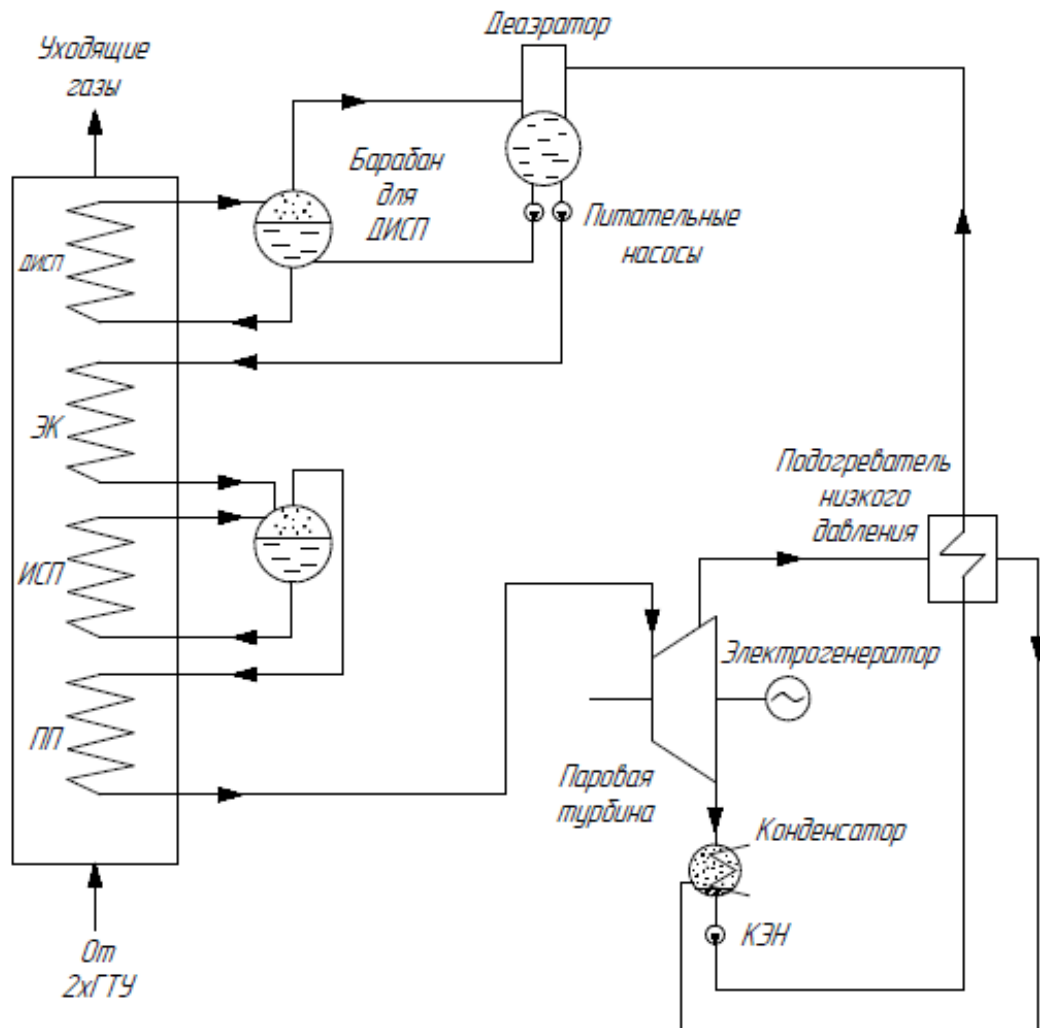 Деаэратор
Уходящие
газы
Барабан
для
ДИСП
Питательные
насосы
ДИСП
ЭК
Подогреватель
низкого
давления
ИСП
Электрогенератор
ПП
Паровая
турбина
Конденсатор
КЭН
От
2хГТУ